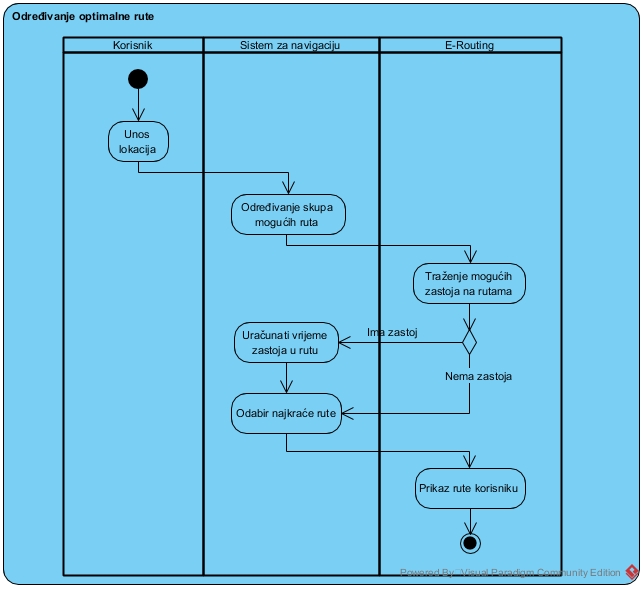 Određivanje optimalne rute
Korisnik
Sistem za navigaciju
E-Routing
Unos
lokacija
Određivanje skupa
mogućih ruta
Traženje mogućih
zastoja na rutama
Ima zastoj
Uračunati vrijeme
zastoja u rutu
Nema zastoja
Odabir najkraće rute
Prikaz rute korisniku
Powered By Visual Paradigm Community Edition